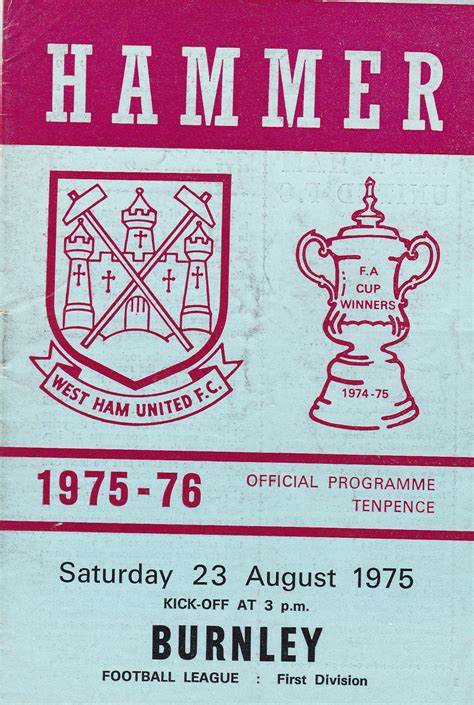 HAMMER
WEST HAM UNITED F.C.
F.A
CUP
WINNERS
1974-75
1975-76
OFFICIAL PROGRAMME
TENPENCE
Saturday 23 August 1975
KICK-OFF AT 3 p.m.
BURNLEY
FOOTBALL LEAGUE : First Division